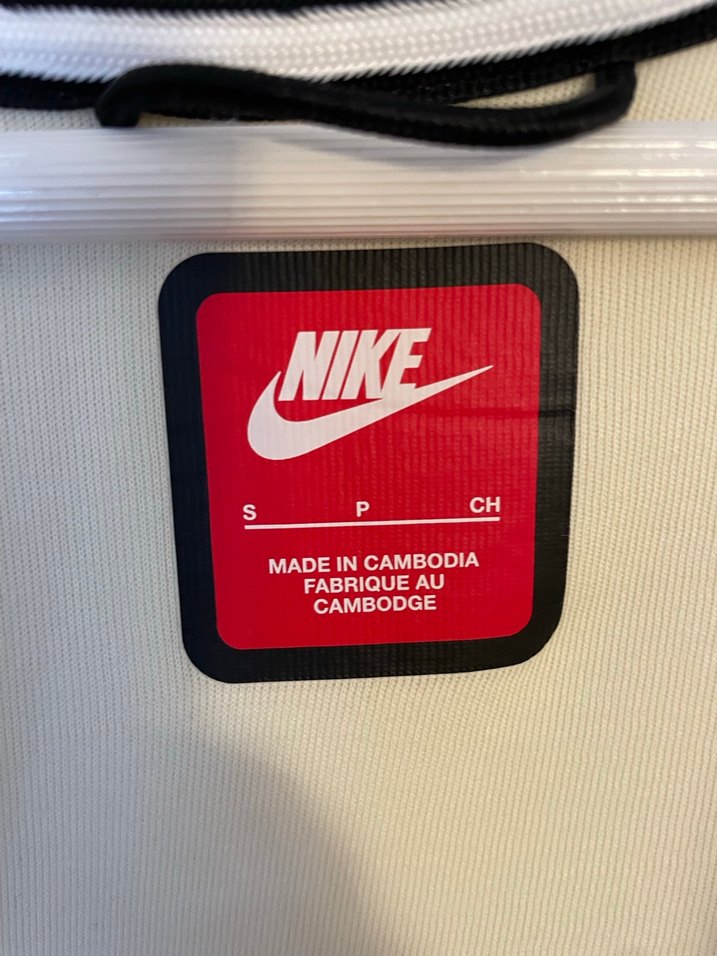 NIKE
S P CH
MADE IN CAMBODIA
FABRIQUE AU
CAMBODGE